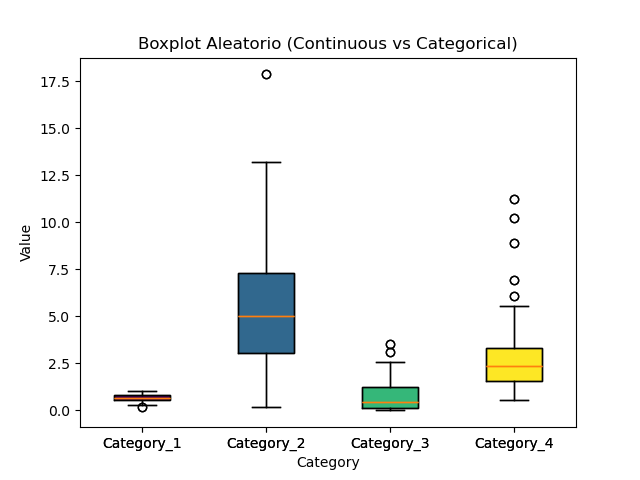 Boxplot Aleatorio (Continuous vs Categorical)
17.5
15.0
12.5
10.0
7.5
5.0
2.5
0.0
Value
Category_1 Category_2 Category_3 Category_4
Category